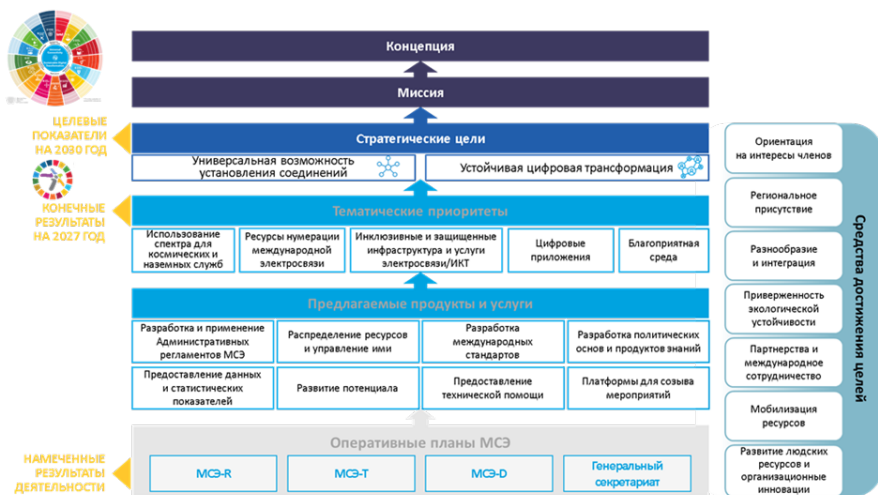 Концепция
Миссия
ЦЕЛЕВЫЕ
ПОКАЗАТЕЛИ
НА 2030 ГОД
Стратегические цели
Универсальная возможность
установления соединений
Устойчивая цифровая трансформация
КОНЕЧНЫЕ
РЕЗУЛЬТАТЫ
НА 2027 ГОД
Тематические приоритеты
Использование
спектра для
космических и
наземных служб
Ресурсы нумерации
международной
электросвязи
Инклюзивные и защищенные
инфраструктура и услуги
электросвязи/ИКТ
Цифровые
приложения
Благоприятная
среда
Предлагаемые продукты и услуги
Разработка и применение
Административных
регламентов МСЭ
Распределение ресурсов
и управление ими
Разработка
международных
стандартов
Разработка политических
основ и продуктов знаний
Предоставление данных
и статистических
показателей
Развитие потенциала
Предоставление
технической помощи
Платформы для созыва
мероприятий
НАМЕЧЕННЫЕ
РЕЗУЛЬТАТЫ
ДЕЯТЕЛЬНОСТИ
Оперативные планы МСЭ
МСЭ-R
МСЭ-T
МСЭ-D
Генеральный
секретариат
Средства достижения целей
Ориентация
на интересы членов
Региональное
присутствие
Разнообразие
и интеграция
Приверженность
экологической
устойчивости
Партнерства и
международное
сотрудничество
Мобилизация
ресурсов
Развитие людских
ресурсов и
организационные
инновации